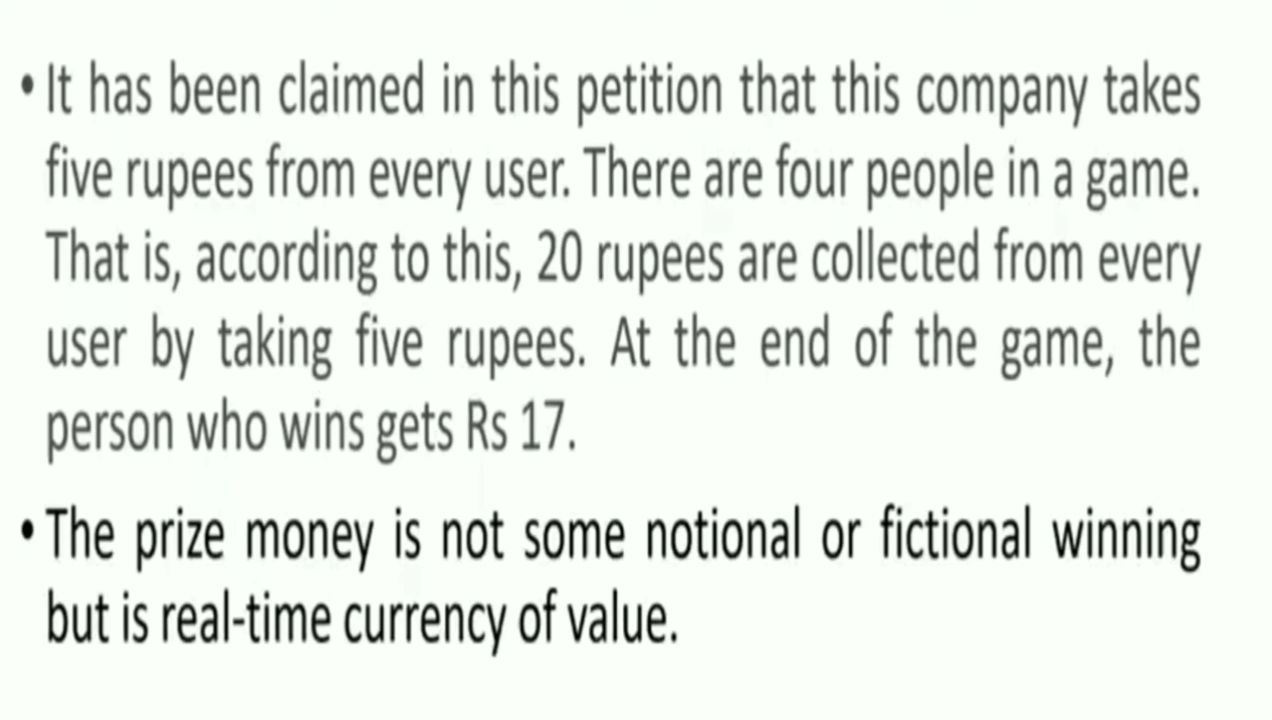 • It has been claimed in this petition that this company takes
five rupees from every user. There are four people in a game.
That is, according to this, 20 rupees are collected from every
user by taking five rupees. At the end of the game, the
person who wins gets Rs 17.
• The prize money is not some notional or fictional winning
but is real-time currency of value.